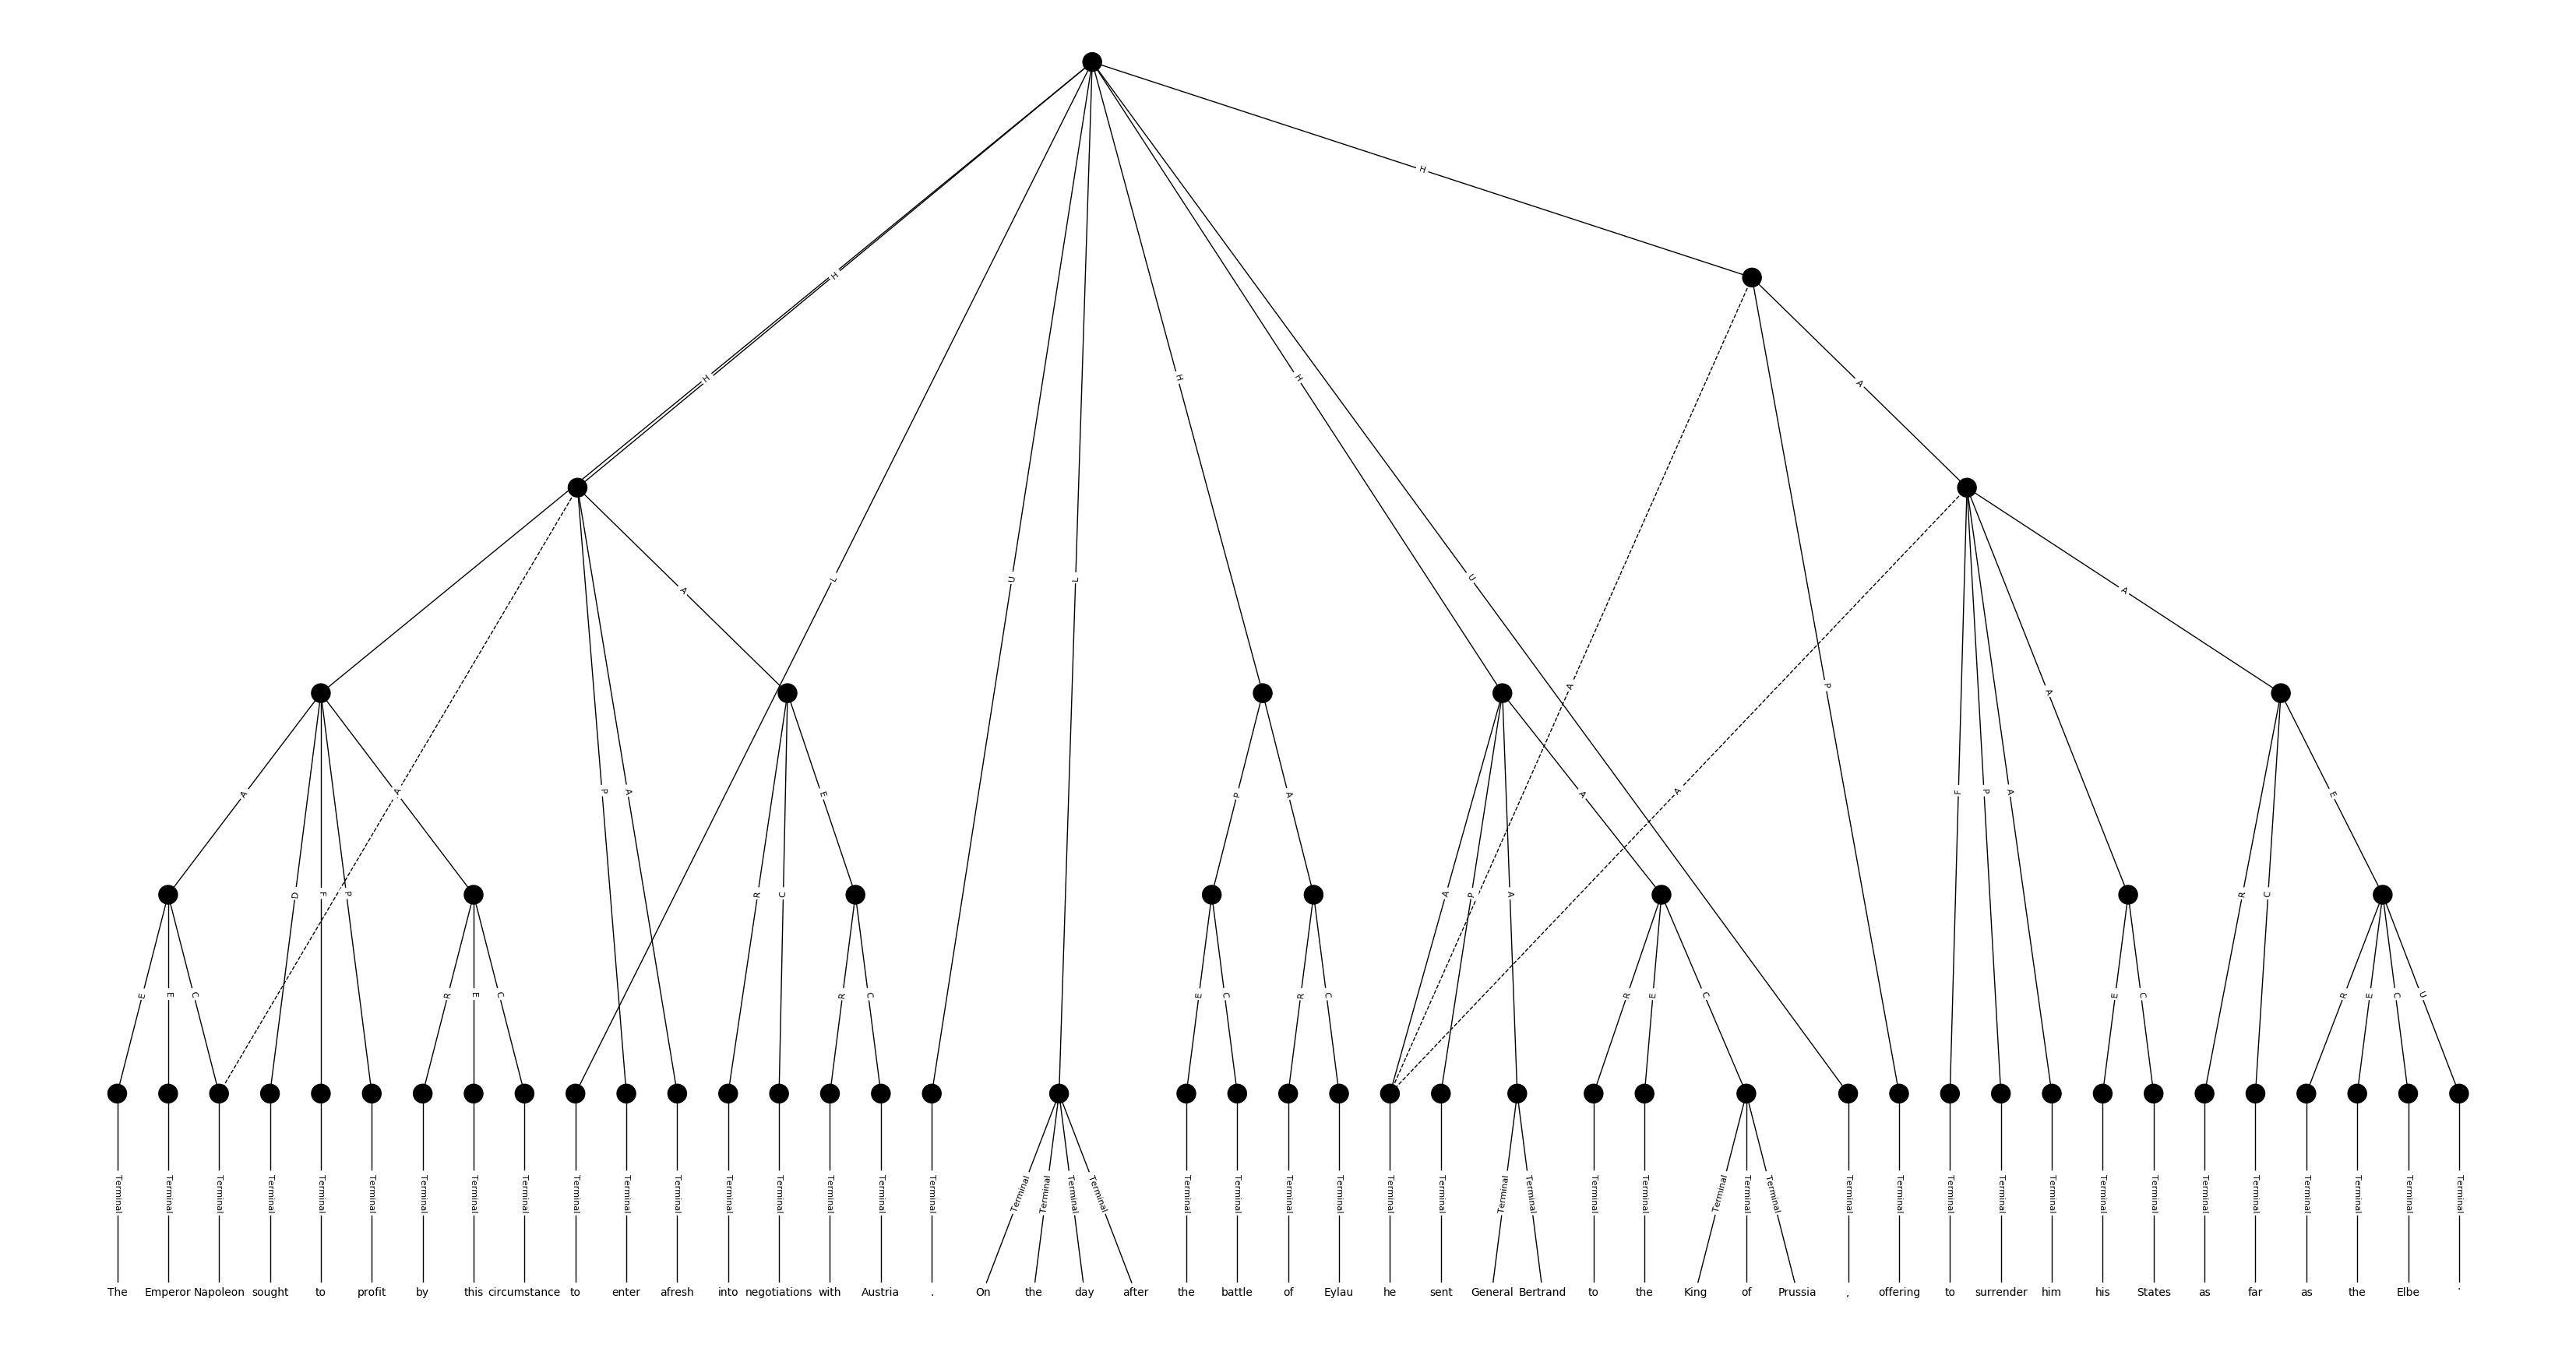 H
H
H
H
H
A
L
U
L
U
A
A
A
P
A
A
A
A
A
P
A
E
P
A
A
F
P
A
E
D
F
P
R
C
A
P
A
R
C
E
E
C
R
E
C
R
C
E
C
R
C
R
E
C
E
C
R
E
C
U
Terminal Terminal Terminal Terminal Terminal Terminal Terminal Terminal Terminal Terminal Terminal Terminal Terminal Terminal Terminal Terminal Terminal Terminal Terminal Terminal Terminal Terminal Terminal Terminal Terminal Terminal Terminal Terminal Terminal Terminal Terminal Terminal Terminal Terminal Terminal Terminal Terminal Terminal Terminal Terminal Terminal Terminal Terminal Terminal Terminal Terminal Terminal
The Emperor Napoleon sought to profit by this circumstance to enter afresh into negotiations with Austria . On the day after the battle of Eylau he sent General Bertrand to the King of Prussia , offering to surrender him his States as far as the Elbe .